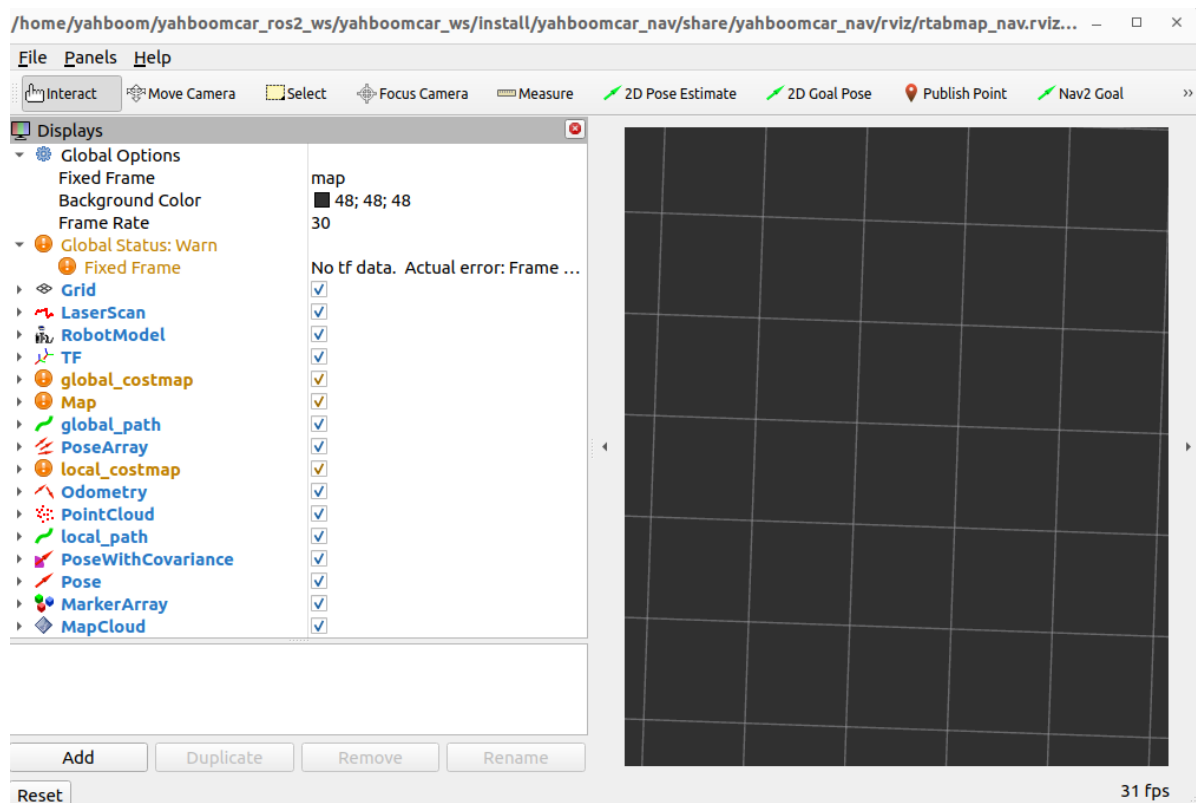 /home/yahboom/yahboomcar_ros2_ws/yahboomcar_ws/install/yahboomcar_nav/share/yahboomcar_nav/rviz/rtabmap_nav.rviz...
File Panels Help
Interact Move Camera Select Focus Camera Measure 2D Pose Estimate 2D Goal Pose Publish Point Nav2 Goal »
Displays
Global Options
Fixed Frame map
Background Color 48; 48; 48
Frame Rate 30
Global Status: Warn
Fixed Frame No tf data. Actual error: Frame ...
Grid
LaserScan
RobotModel
TF
global_costmap
Map
global_path
PoseArray
local_costmap
Odometry
PointCloud
local_path
PoseWithCovariance
Pose
MarkerArray
MapCloud
Add Duplicate Remove Rename
Reset 31 fps